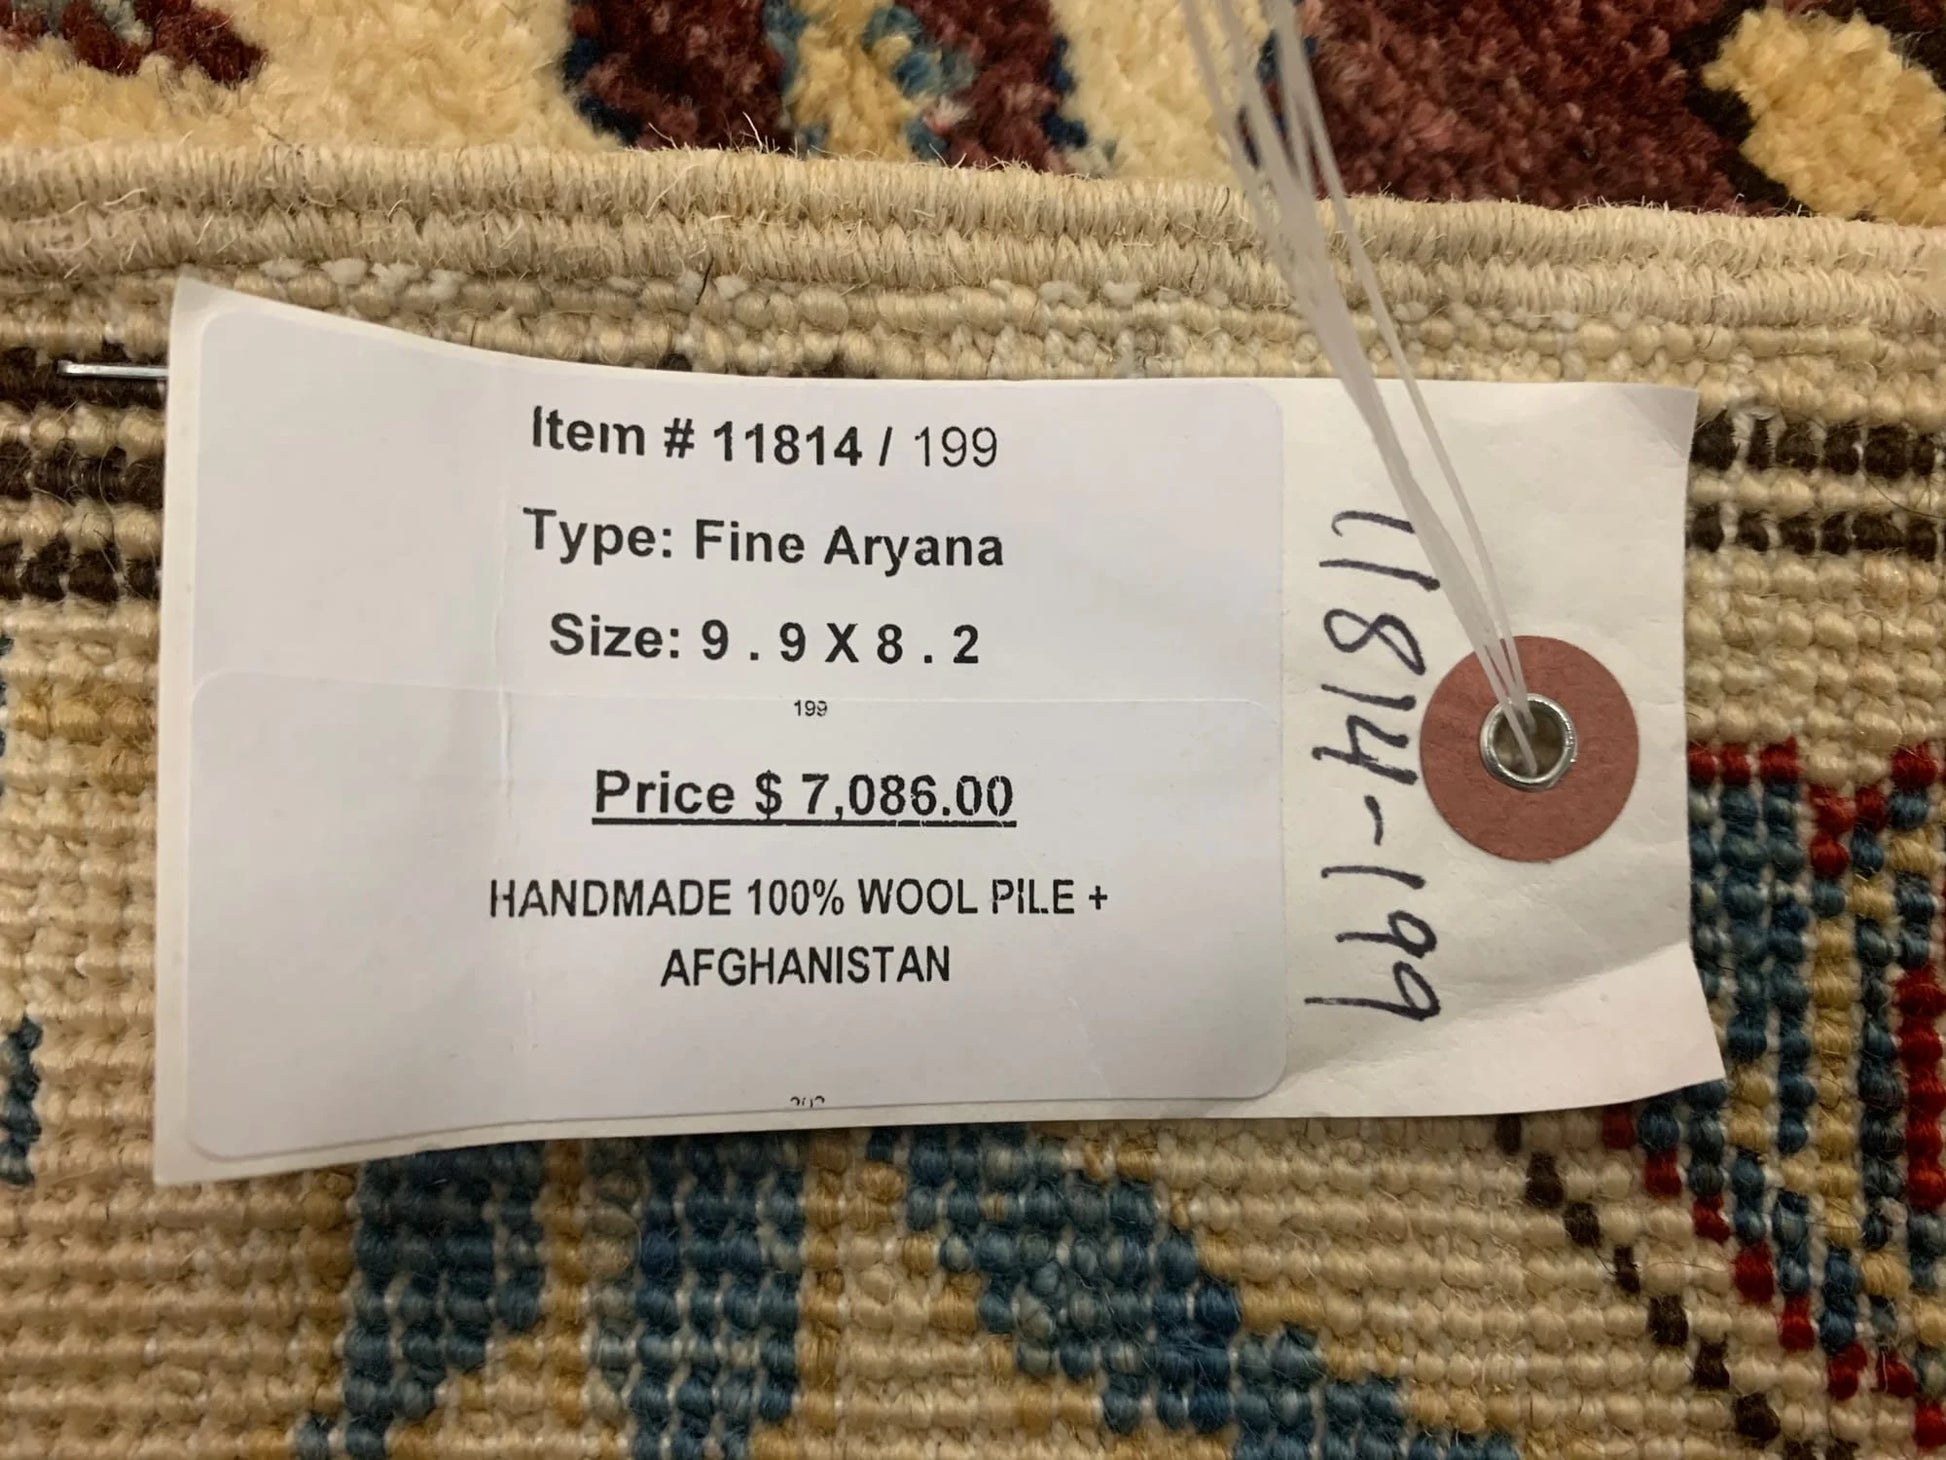 Item # 11814 / 199
Type: Fine Aryana
Size: 9 . 9 X 8 . 2
199
Price $ 7,086.00
HANDMADE 100% WOOL PILE +
AFGHANISTAN
11814-199